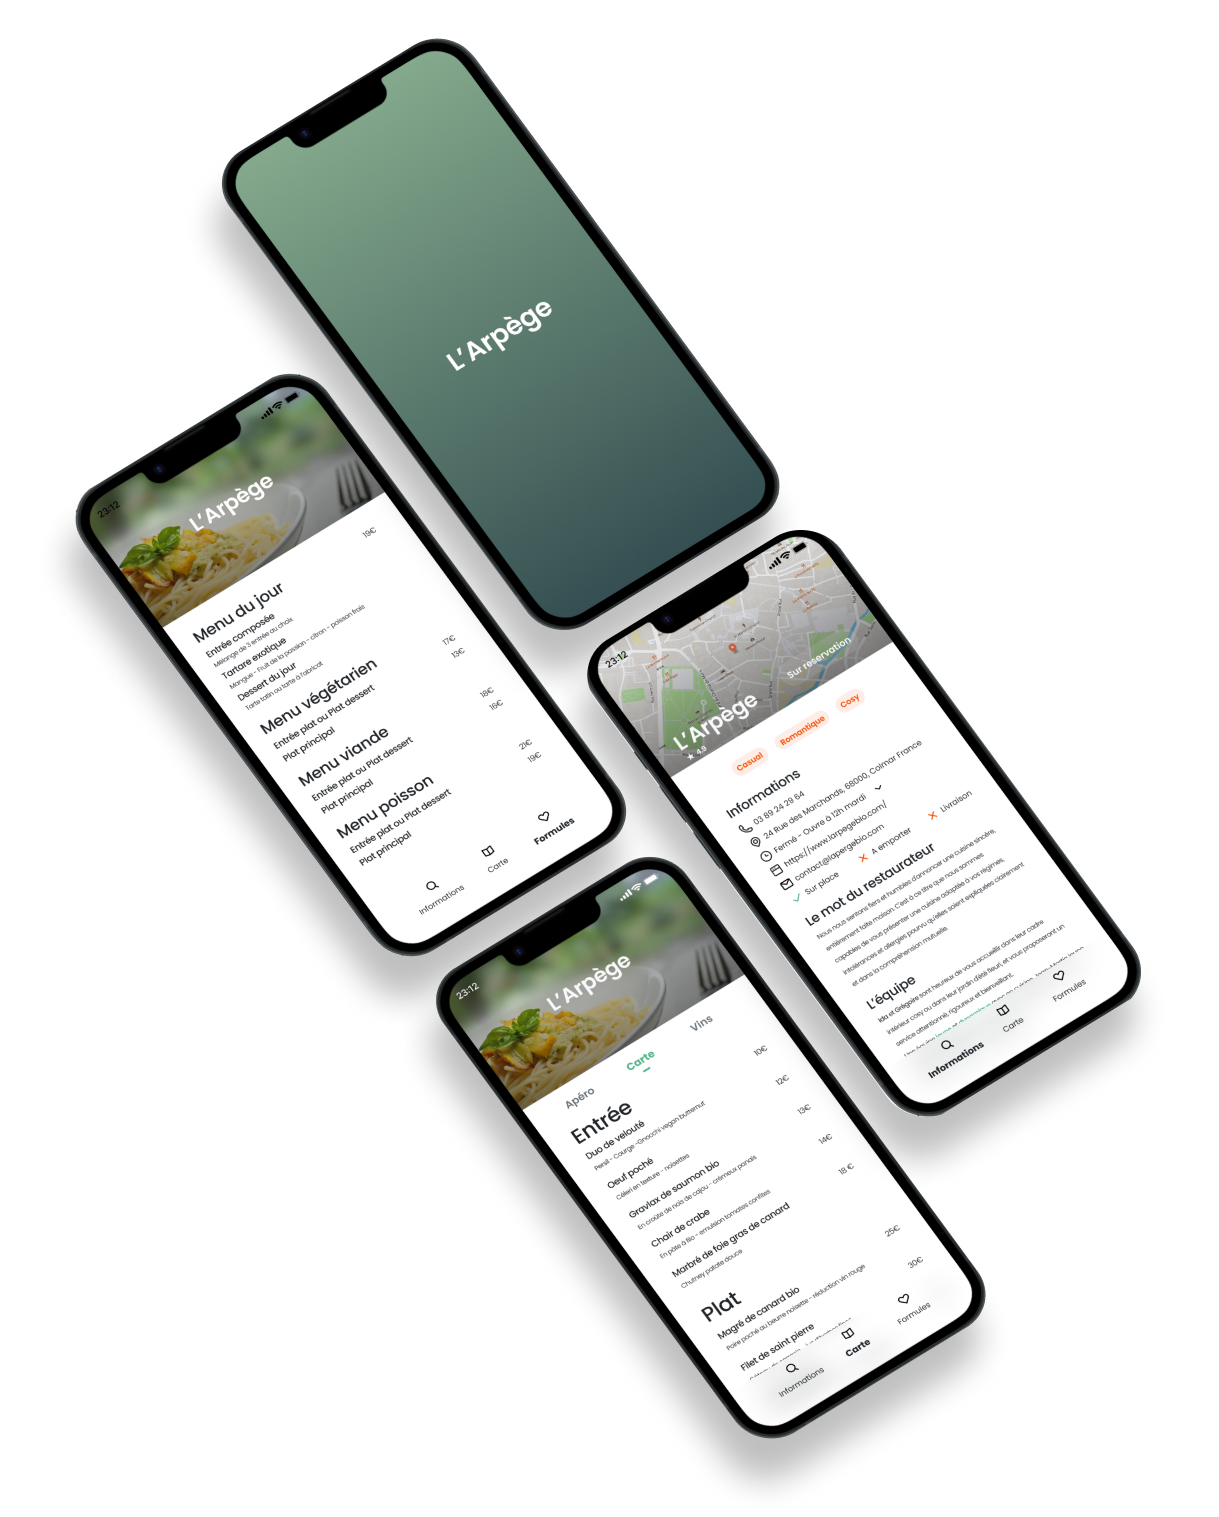 L'Arpège
23:12
L'Arpège
19€
Menu du jour
Entrée composée
Mélange de 3 entrée au choix
Tartare exotique
Mangue - Fruit de la passion - citron - poisson frais
Dessert du jour
Tarte tatin ou tarte à l'abricot
Menu végétarien
Entrée plat ou Plat dessert 17€
Plat principal 13€
Menu viande
Entrée plat ou Plat dessert 18€
Plat principal 16€
Menu poisson
Entrée plat ou Plat dessert 21€
Plat principal 19€
Informations Carte Formules
23:12
L'Arpège
Sur reservation
★ 4,9
Casual Romantique Cosy
Informations
03 89 24 29 64
24 Rue des Marchands, 68000, Colmar France
Fermé - Ouvre à 12h mardi
https://www.larpegebio.com/
contact@lapergebio.com
Sur place A emporter Livraison
Le mot du restaurateur
Nous nous sentons fiers et humbles d'annoncer une cuisine sincère,
entièrement faite maison. C'est à ce titre que nous sommes
capables de vous présenter une cuisine adaptée à vos régimes,
intolérances et allergies pourvu qu'elles soient expliquées clairement
et dans la compréhension mutuelle.
L'équipe
Ida et Grégoire sont heureux de vous accueillir dans leur cadre
intérieur cosy ou dans leur jardin d'été fleuri, et vous proposeront un
service attentionné, rigoureux et bienveillant.
Informations Carte Formules
23:12
L'Arpège
Apéro Carte Vins
Entrée
Duo de velouté 10€
Persil - Courge -Gnocchi vegan butternut
Oeuf poché 12€
Céleri en texture - noisettes
Gravlax de saumon bio 13€
En croûte de noix de cajou - crémeux panais
Chair de crabe 14€
En pâte à filo - emulsion tomates confites
Marbré de foie gras de canard 18 €
Chutney patate douce
Plat
Magré de canard bio 25€
Poire poché au beurre noisette - réduction vin rouge
Filet de saint pierre 30€
Informations Carte Formules